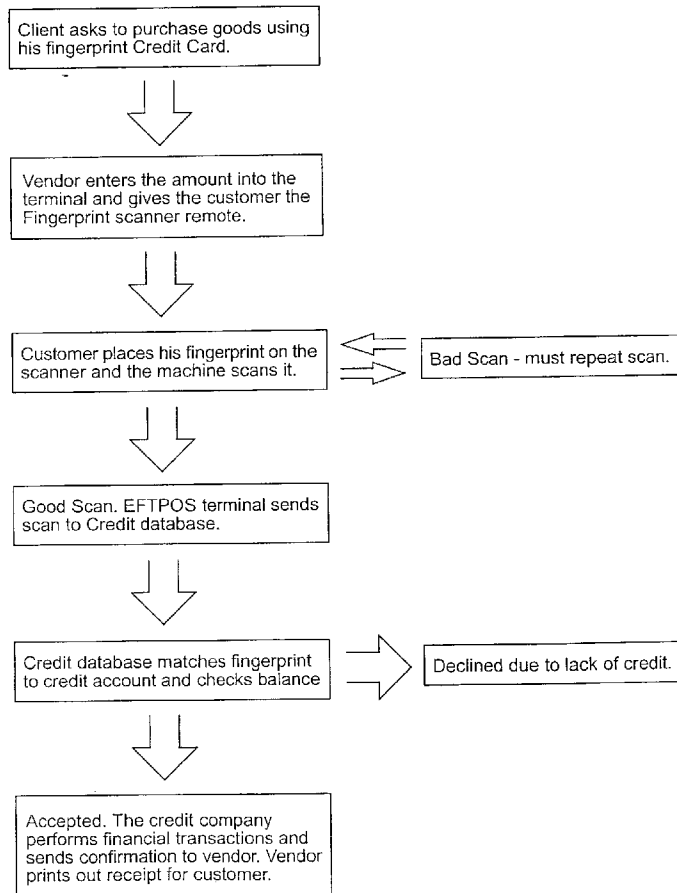 Client asks to purchase goods using
his fingerprint Credit Card.
Vendor enters the amount into the
terminal and gives the customer the
Fingerprint scanner remote.
Customer places his fingerprint on the
scanner and the machine scans it.
Bad Scan - must repeat scan.
Good Scan. EFTPOS terminal sends
scan to Credit database.
Credit database matches fingerprint
to credit account and checks balance
Declined due to lack of credit.
Accepted. The credit company
performs financial transactions and
sends confirmation to vendor. Vendor
prints out receipt for customer.